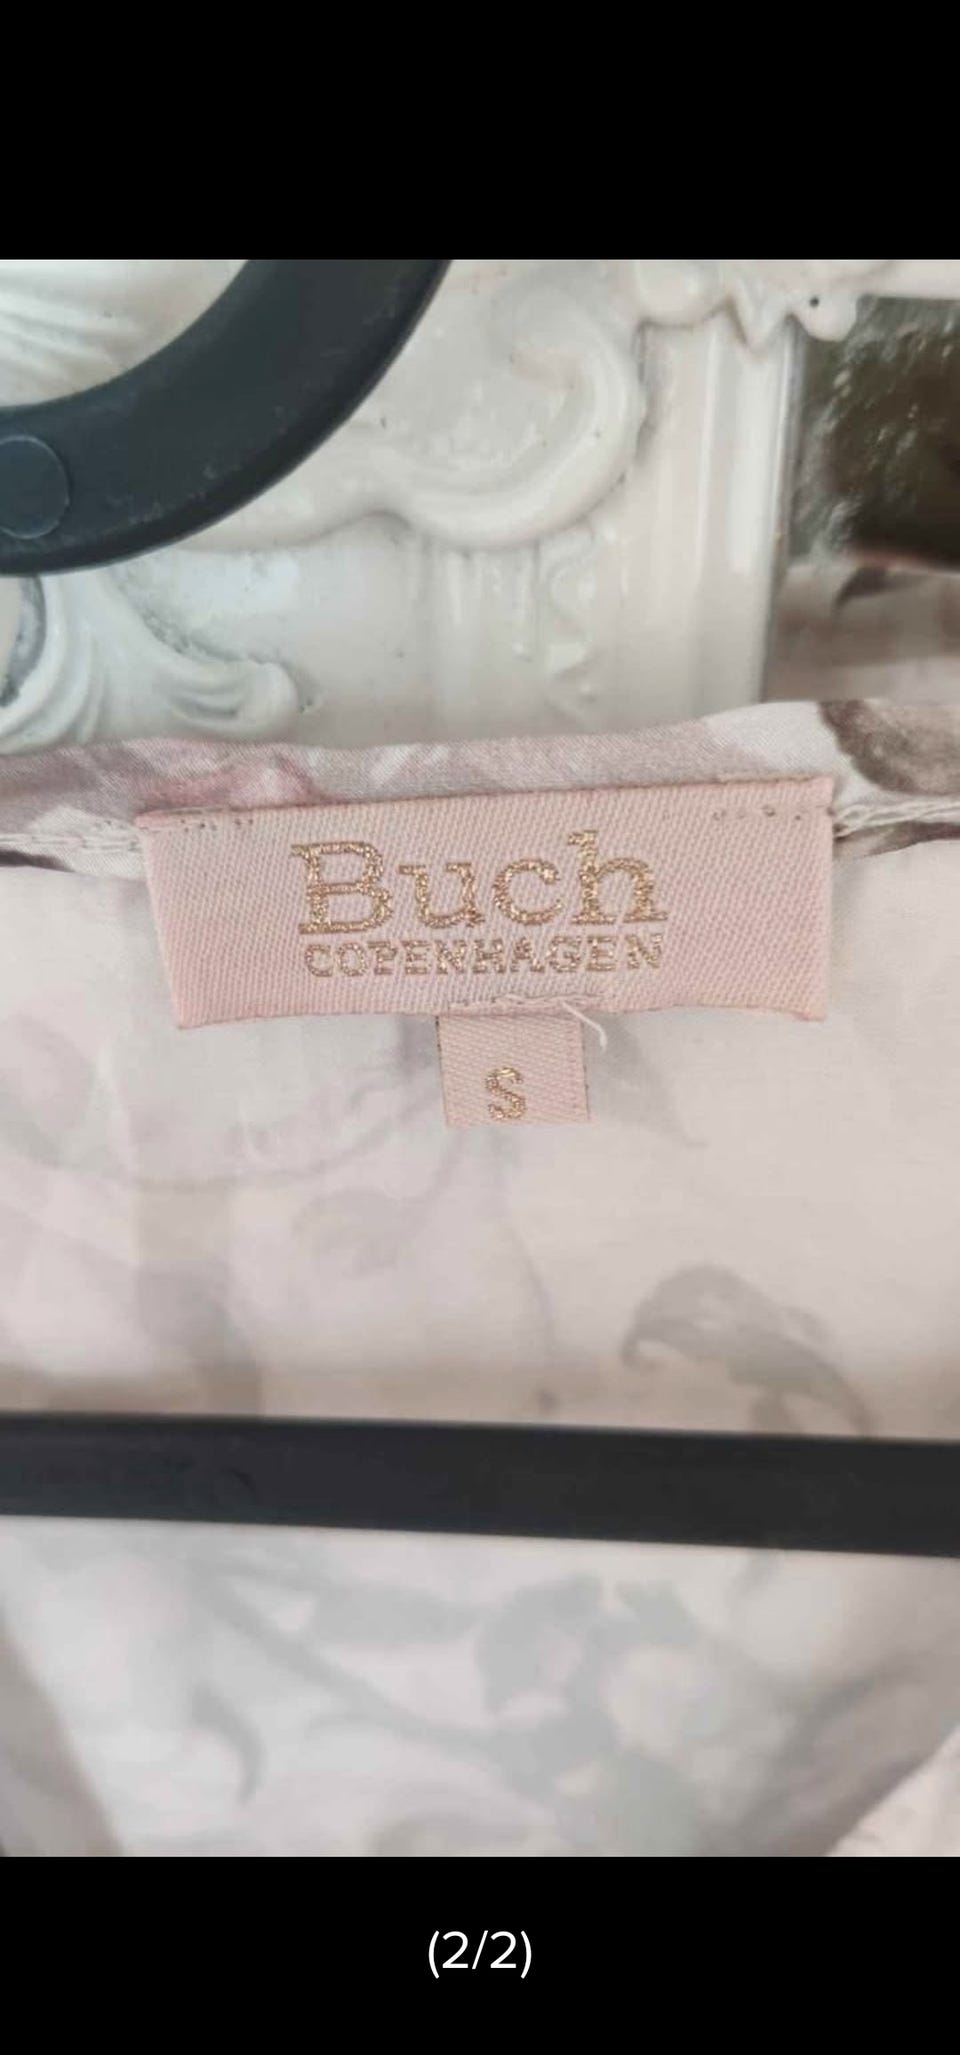 Buch
COPENHAGEN
S
(2/2)